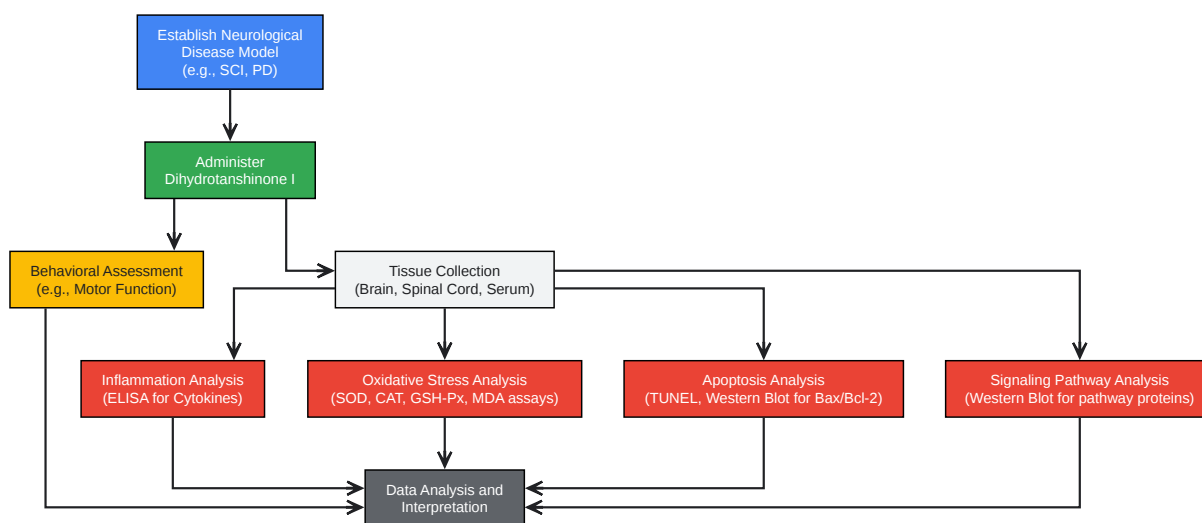 Establish Neurological
Disease Model
(e.g., SCI, PD)
Administer
Dihydrotanshinone I
Behavioral Assessment
(e.g., Motor Function)
Tissue Collection
(Brain, Spinal Cord, Serum)
Inflammation Analysis
(ELISA for Cytokines)
Oxidative Stress Analysis
(SOD, CAT, GSH-Px, MDA assays)
Apoptosis Analysis
(TUNEL, Western Blot for Bax/Bcl-2)
Signaling Pathway Analysis
(Western Blot for pathway proteins)
Data Analysis and
Interpretation